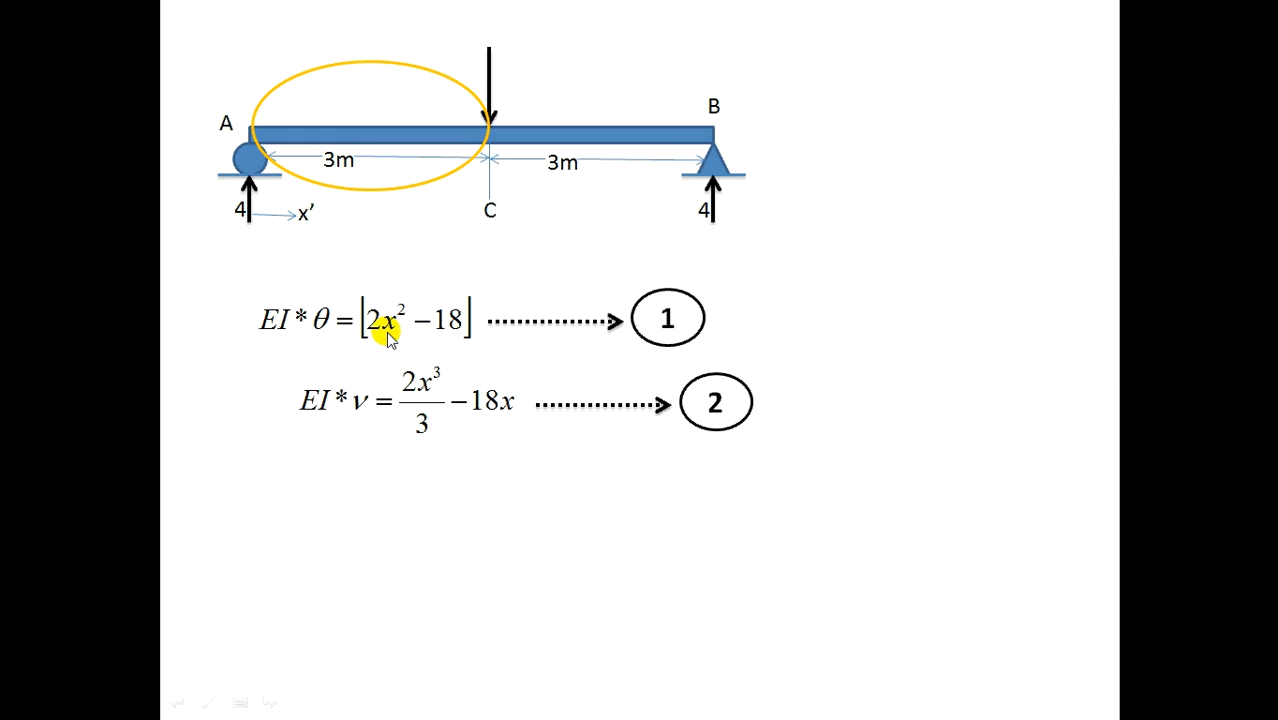 B
A
3m
3m
4
x’
C
4
EI * θ = ⌊2x² − 18⌋ 1
EI * ν = 2x³/3 − 18x 2